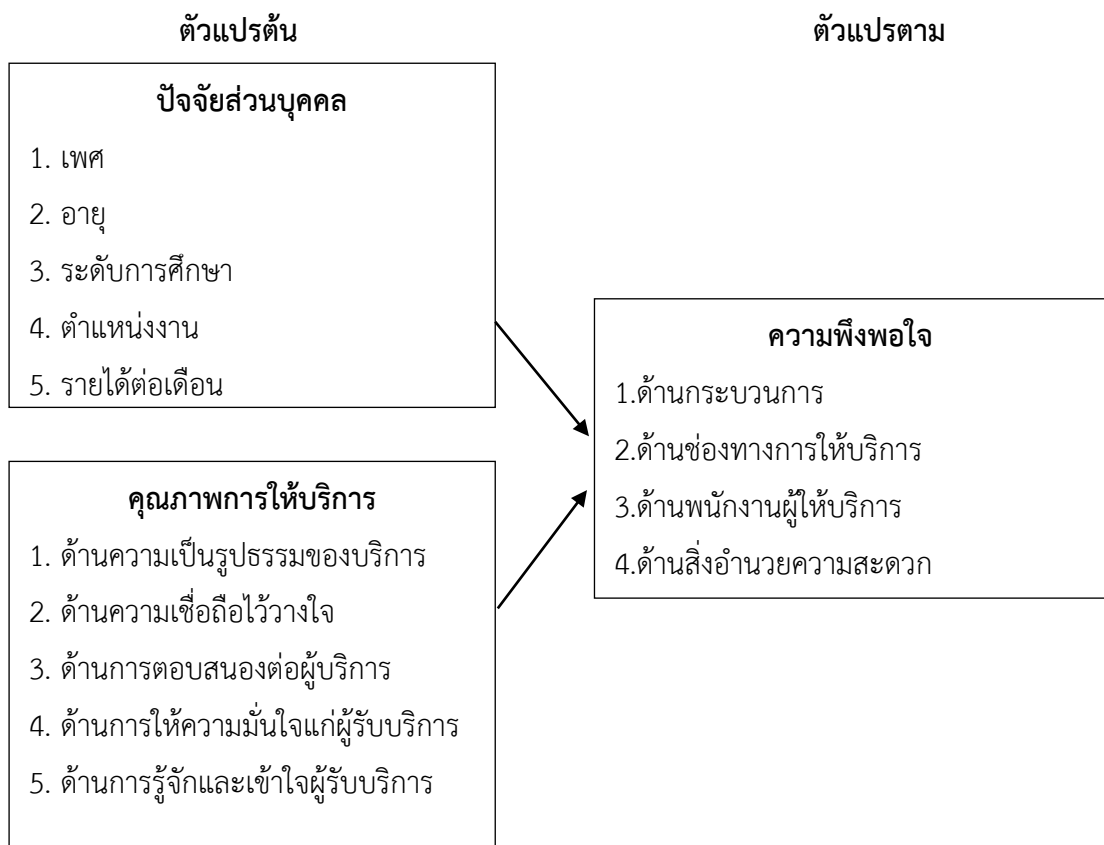 ตัวแปรต้น
ตัวแปรตาม
ปัจจัยส่วนบุคคล
1. เพศ
2. อายุ
3. ระดับการศึกษา
4. ตำแหน่งงาน
5. รายได้ต่อเดือน
คุณภาพการให้บริการ
1. ด้านความเป็นรูปธรรมของบริการ
2. ด้านความเชื่อถือไว้วางใจ
3. ด้านการตอบสนองต่อผู้บริการ
4. ด้านการให้ความมั่นใจแก่ผู้รับบริการ
5. ด้านการรู้จักและเข้าใจผู้รับบริการ
ความพึงพอใจ
1.ด้านกระบวนการ
2.ด้านช่องทางการให้บริการ
3.ด้านพนักงานผู้ให้บริการ
4.ด้านสิ่งอำนวยความสะดวก